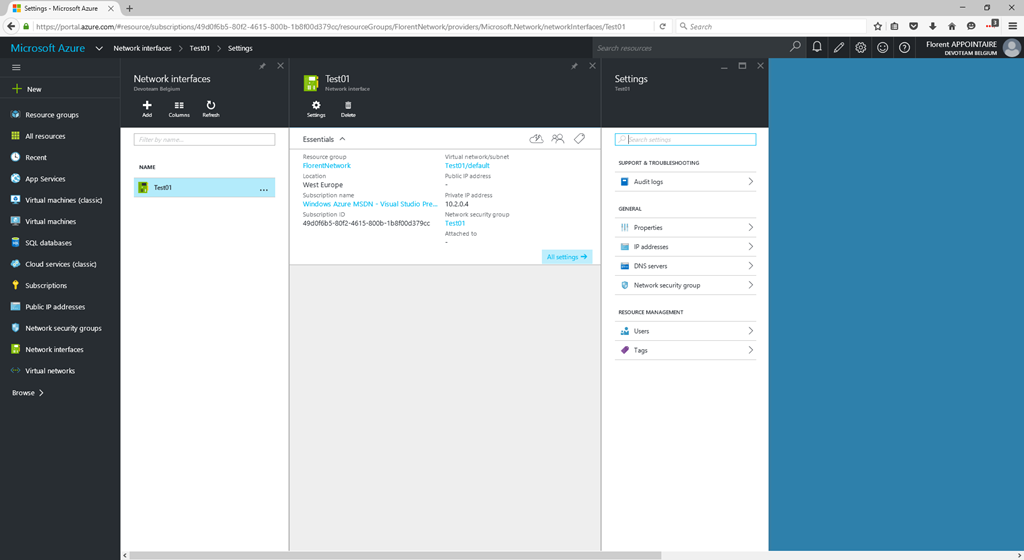 Settings - Microsoft Azure
https://portal.azure.com/#resource/subscriptions/49d0f6b5-80f2-4615-800b-1b8f00d379cc/resourceGroups/FlorentNetwork/providers/Microsoft.Network/networkInterfaces/Test01
Search
Microsoft Azure
Network interfaces > Test01 > Settings
Search resources
Florent APPOINTAIRE
DEVOTEAM BELGIUM
New
Resource groups
All resources
Recent
App Services
Virtual machines (classic)
Virtual machines
SQL databases
Cloud services (classic)
Subscriptions
Public IP addresses
Network security groups
Network interfaces
Virtual networks
Browse >
Network interfaces
Devoteam Belgium
Add
Columns
Refresh
Filter by name...
NAME
Test01
...
Test01
Network interface
Settings
Delete
Essentials
Resource group
FlorentNetwork
Location
West Europe
Subscription name
Windows Azure MSDN - Visual Studio Pre...
Subscription ID
49d0f6b5-80f2-4615-800b-1b8f00d379cc
Virtual network/subnet
Test01/default
Public IP address
-
Private IP address
10.2.0.4
Network security group
Test01
Attached to
-
All settings →
Settings
Test01
Search settings
SUPPORT & TROUBLESHOOTING
Audit logs
GENERAL
Properties
IP addresses
DNS servers
Network security group
RESOURCE MANAGEMENT
Users
Tags